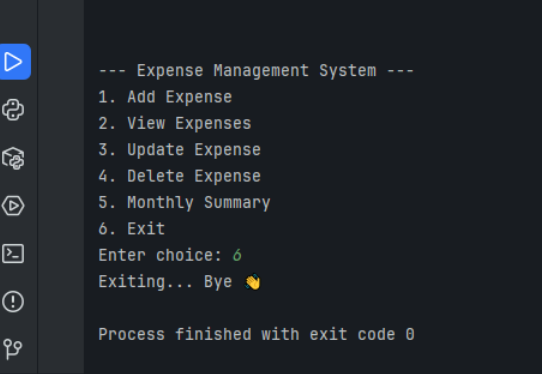 --- Expense Management System ---
1. Add Expense
2. View Expenses
3. Update Expense
4. Delete Expense
5. Monthly Summary
6. Exit
Enter choice: 6
Exiting... Bye 👋
Process finished with exit code 0